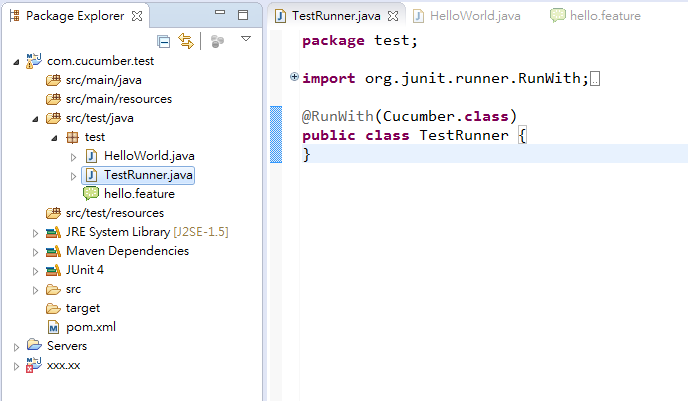 Package Explorer
com.cucumber.test
src/main/java
src/main/resources
src/test/java
test
HelloWorld.java
TestRunner.java
hello.feature
src/test/resources
JRE System Library [J2SE-1.5]
Maven Dependencies
JUnit 4
src
target
pom.xml
Servers
xxx.xx
TestRunner.java HelloWorld.java hello.feature
package test;
import org.junit.runner.RunWith;
@RunWith(Cucumber.class)
public class TestRunner {
}